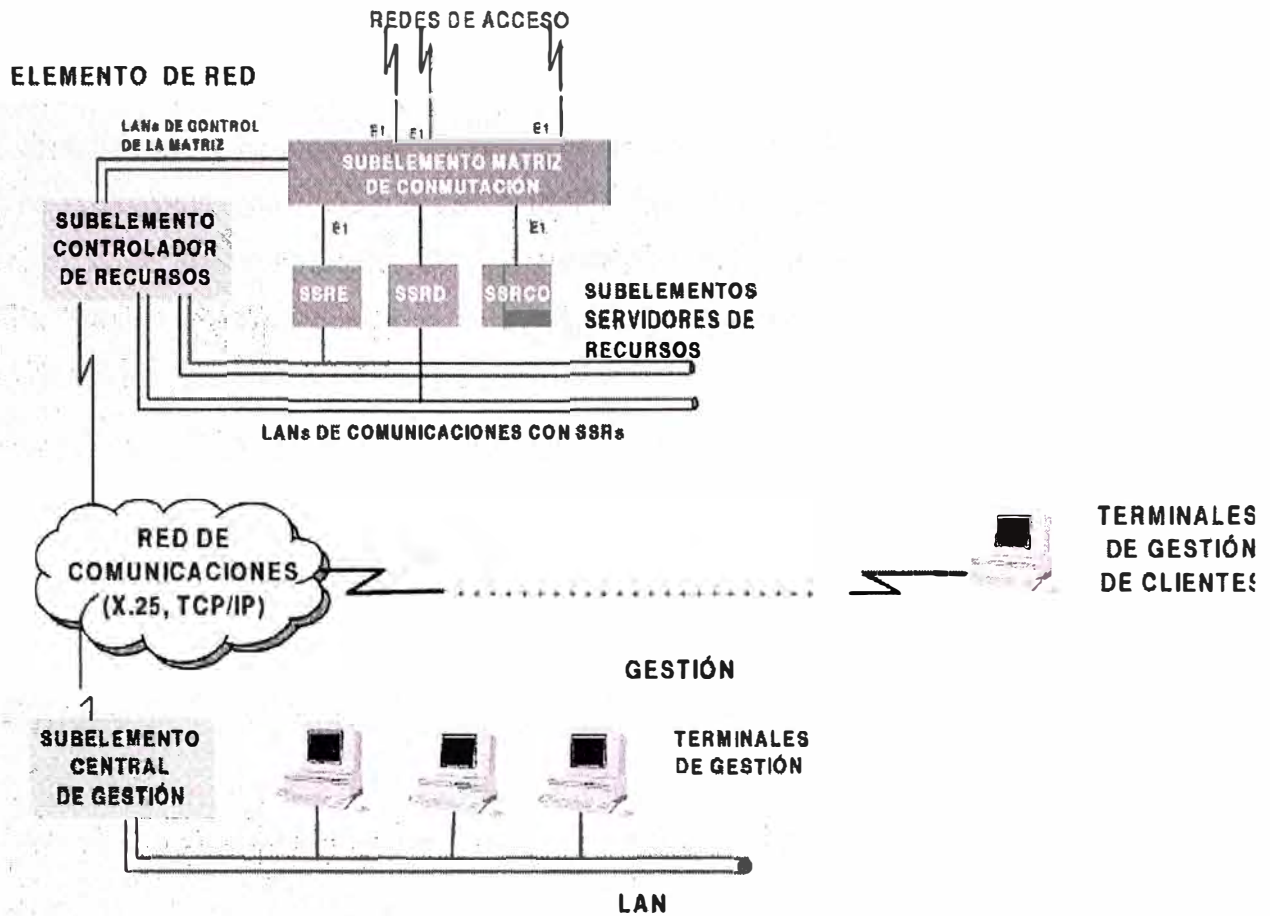 REDES DE ACCESO
ELEMENTO DE RED
LANs DE CONTROL
DE LA MATRIZ
E1
E1
E1
SUBELEMENTO MATRIZ
DE CONMUTACIÓN
SUBELEMENTO
CONTROLADOR
DE RECURSOS
E1
E1
SSRE
SSRD
SSRCO
SUBELEMENTOS
SERVIDORES DE
RECURSOS
LANs DE COMUNICACIONES CON SSRs
RED DE
COMUNICACIONES
(X.25, TCP/IP)
TERMINALES
DE GESTIÓN
DE CLIENTES
GESTIÓN
SUBELEMENTO
CENTRAL
DE GESTIÓN
TERMINALES
DE GESTIÓN
LAN